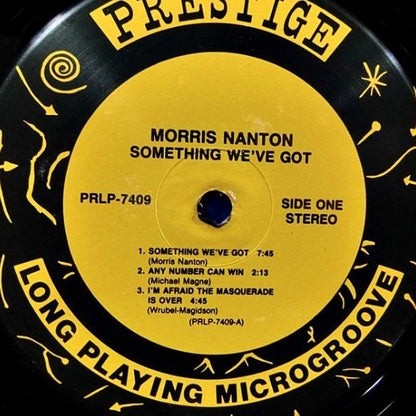 PRESTIGE
MORRIS NANTON
SOMETHING WE'VE GOT
PRLP-7409
SIDE ONE
STEREO
1. SOMETHING WE'VE GOT 7:45
(Morris Nanton)
2. ANY NUMBER CAN WIN 2:13
(Michael Magne)
3. I'M AFRAID THE MASQUERADE
IS OVER 4:45
(Wrubel-Magidson)
(PRLP-7409-A)
LONG PLAYING MICROGROOVE